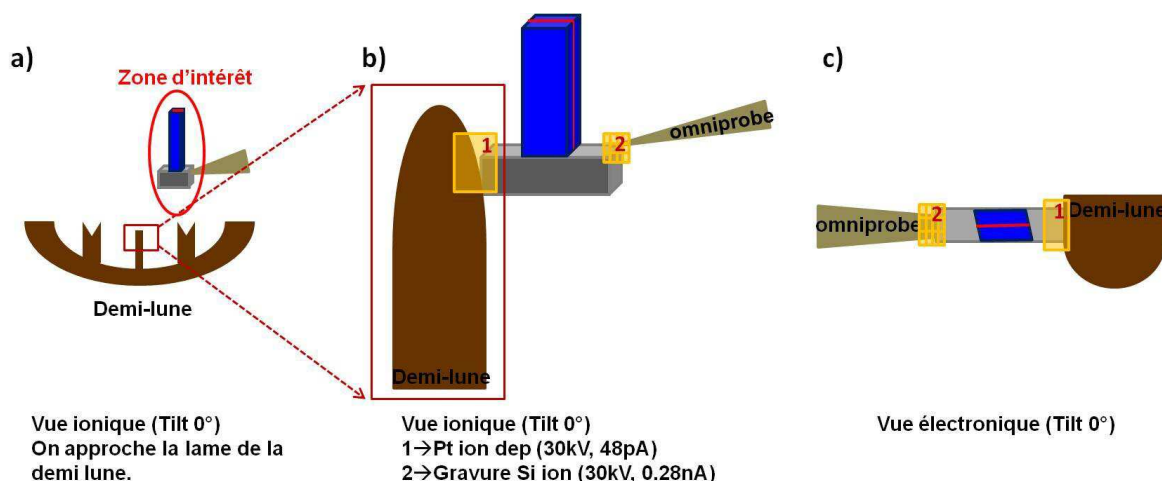 a)
Zone d'intérêt
Demi-lune
Vue ionique (Tilt 0°)
On approche la lame de la
demi lune.
b)
1
2
omniprobe
Demi-lune
Vue ionique (Tilt 0°)
1→Pt ion dep (30kV, 48pA)
2→Gravure Si ion (30kV, 0.28nA)
c)
omniprobe
2
1
Demi-lune
Vue électronique (Tilt 0°)